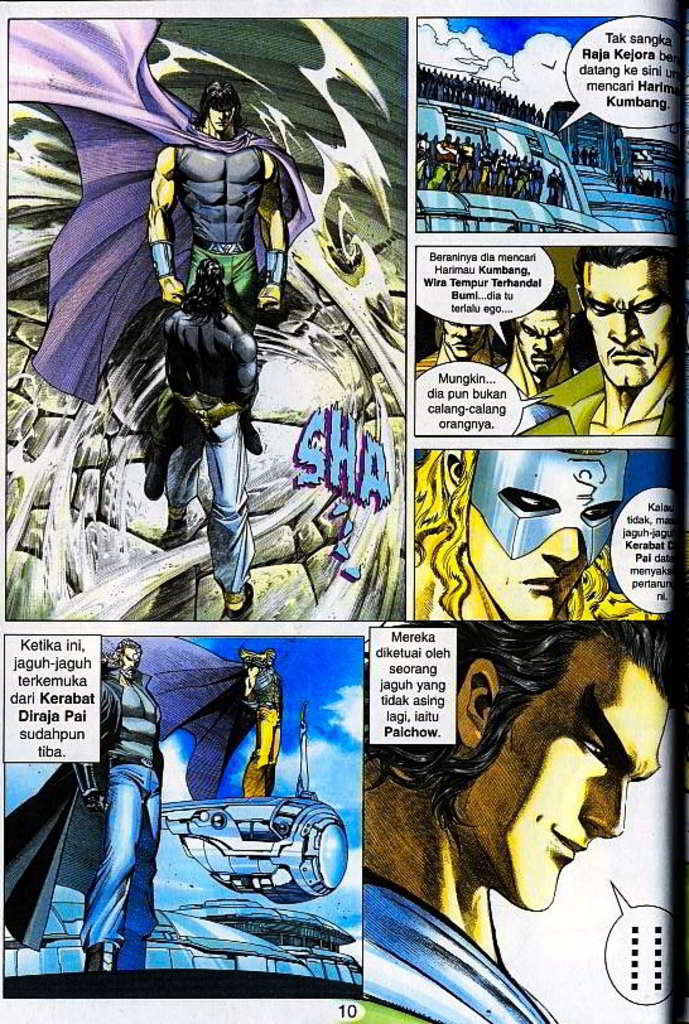 SHA
Tak sangka
Raja Kejora
datang ke sini
mencari
Kumbang.
Beraninya dia mencari
Harimau Kumbang,
Wira Tempur Terhandal
Bumi...dia tu
terlalu ego....
Mungkin...
dia pun bukan
calang-calang
orangnya.
Kalau
tidak,
jaguh-jaguh
Kerabat
Pai
ni.
Ketika ini,
jaguh-jaguh
terkemuka
dari Kerabat
Diraja Pai
sudahpun
tiba.
Mereka
diketuai oleh
seorang
jaguh yang
tidak asing
lagi, iaitu
Paichow.
10